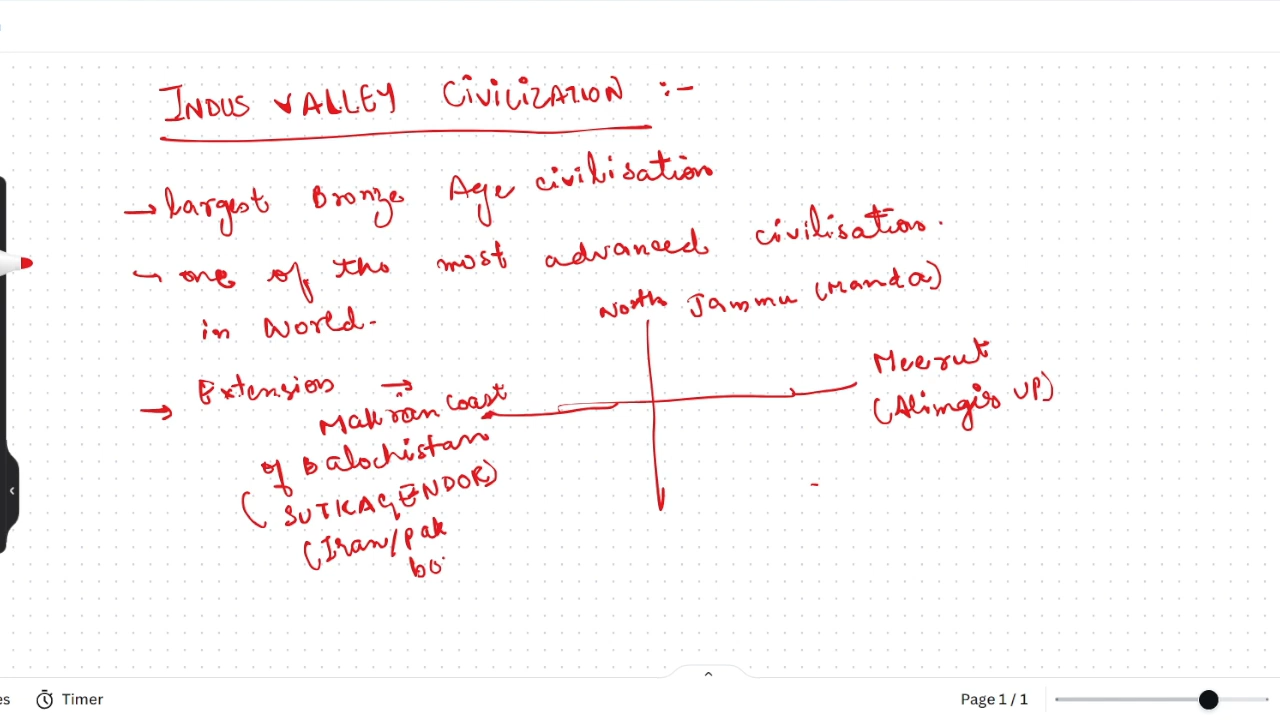 INDUS VALLEY CIVILIZATION :-
→ largest Bronze Age civilisation
→ one of the most advanced civilisation.
in World.
North Jammu (Manda)
→ Extension →
Makran Coast
of Balochistan
(SUTKAGENDOR)
(Iran/Pak
bo
Meerut
(Alimgir UP)
Timer
Page 1 / 1